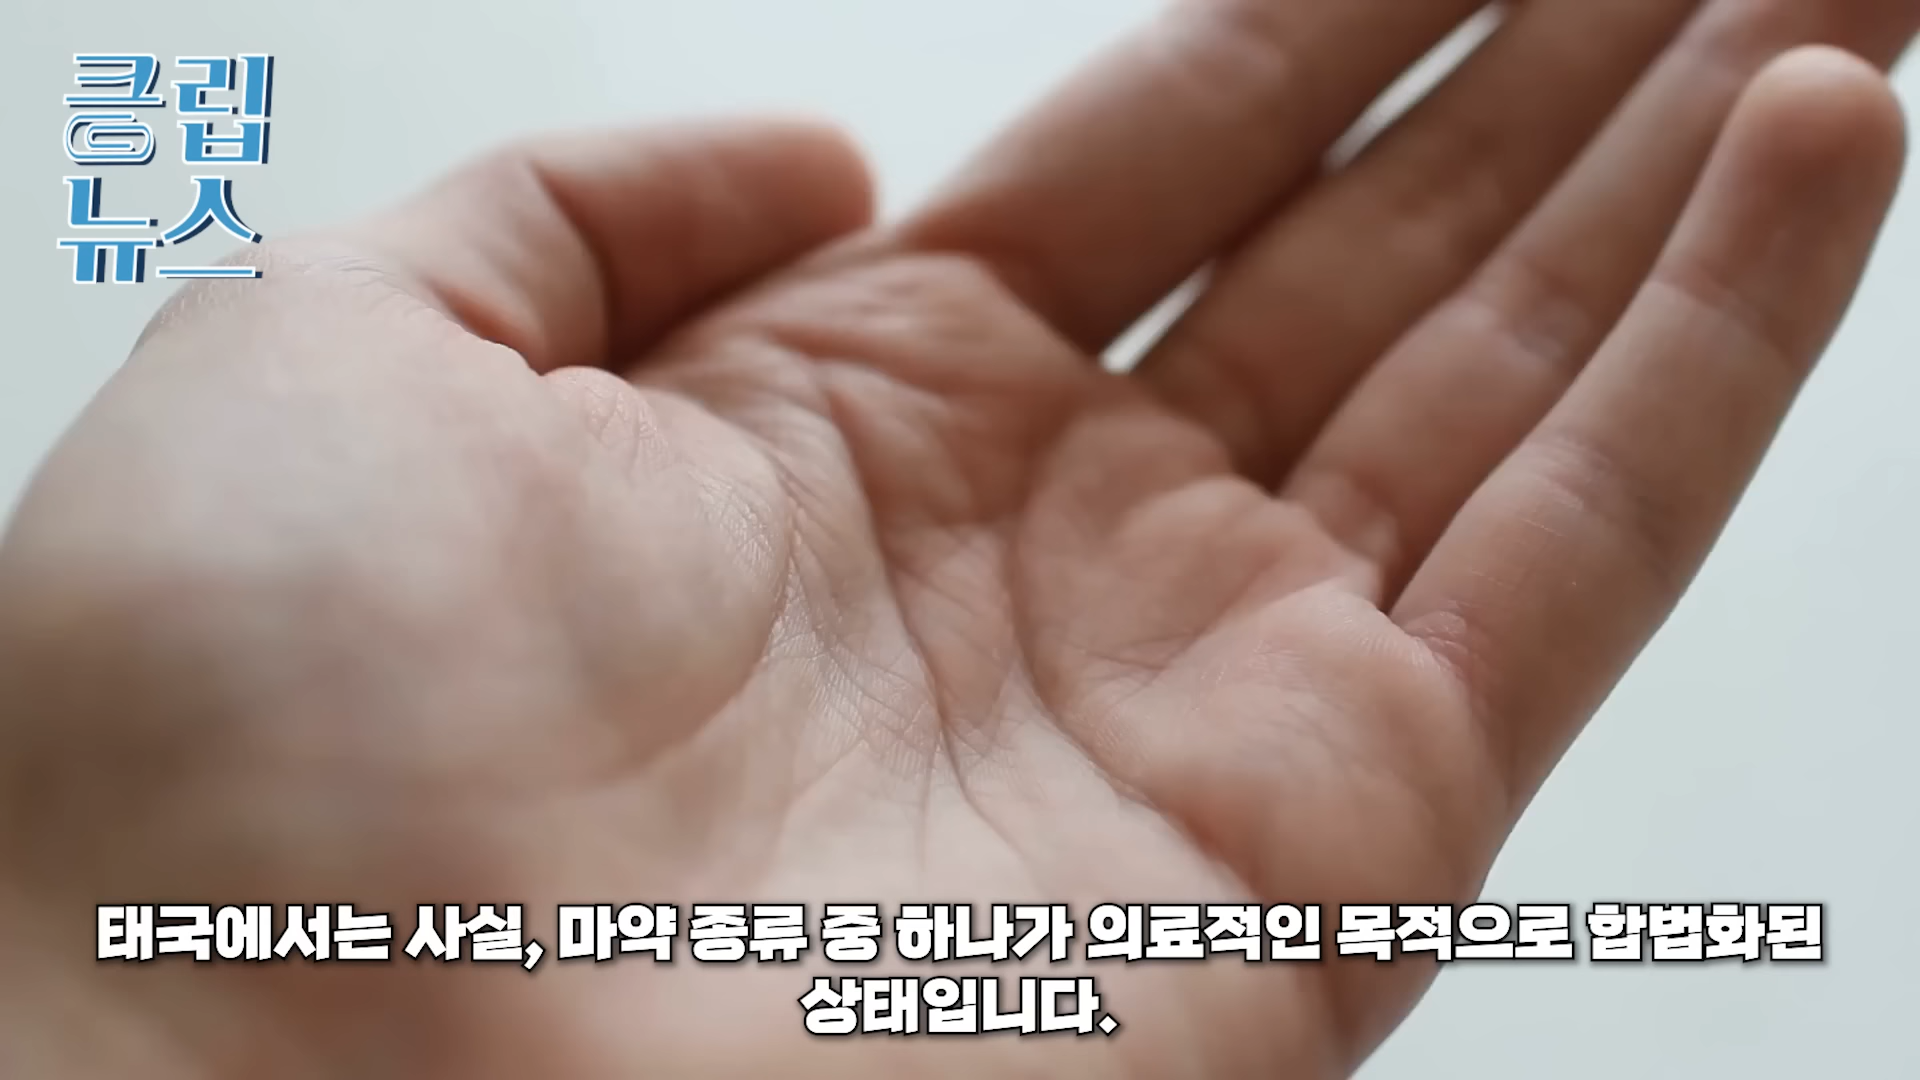 클립
뉴스
태국에서는 사실, 마약 종류 중 하나가 의료적인 목적으로 합법화된
상태입니다.